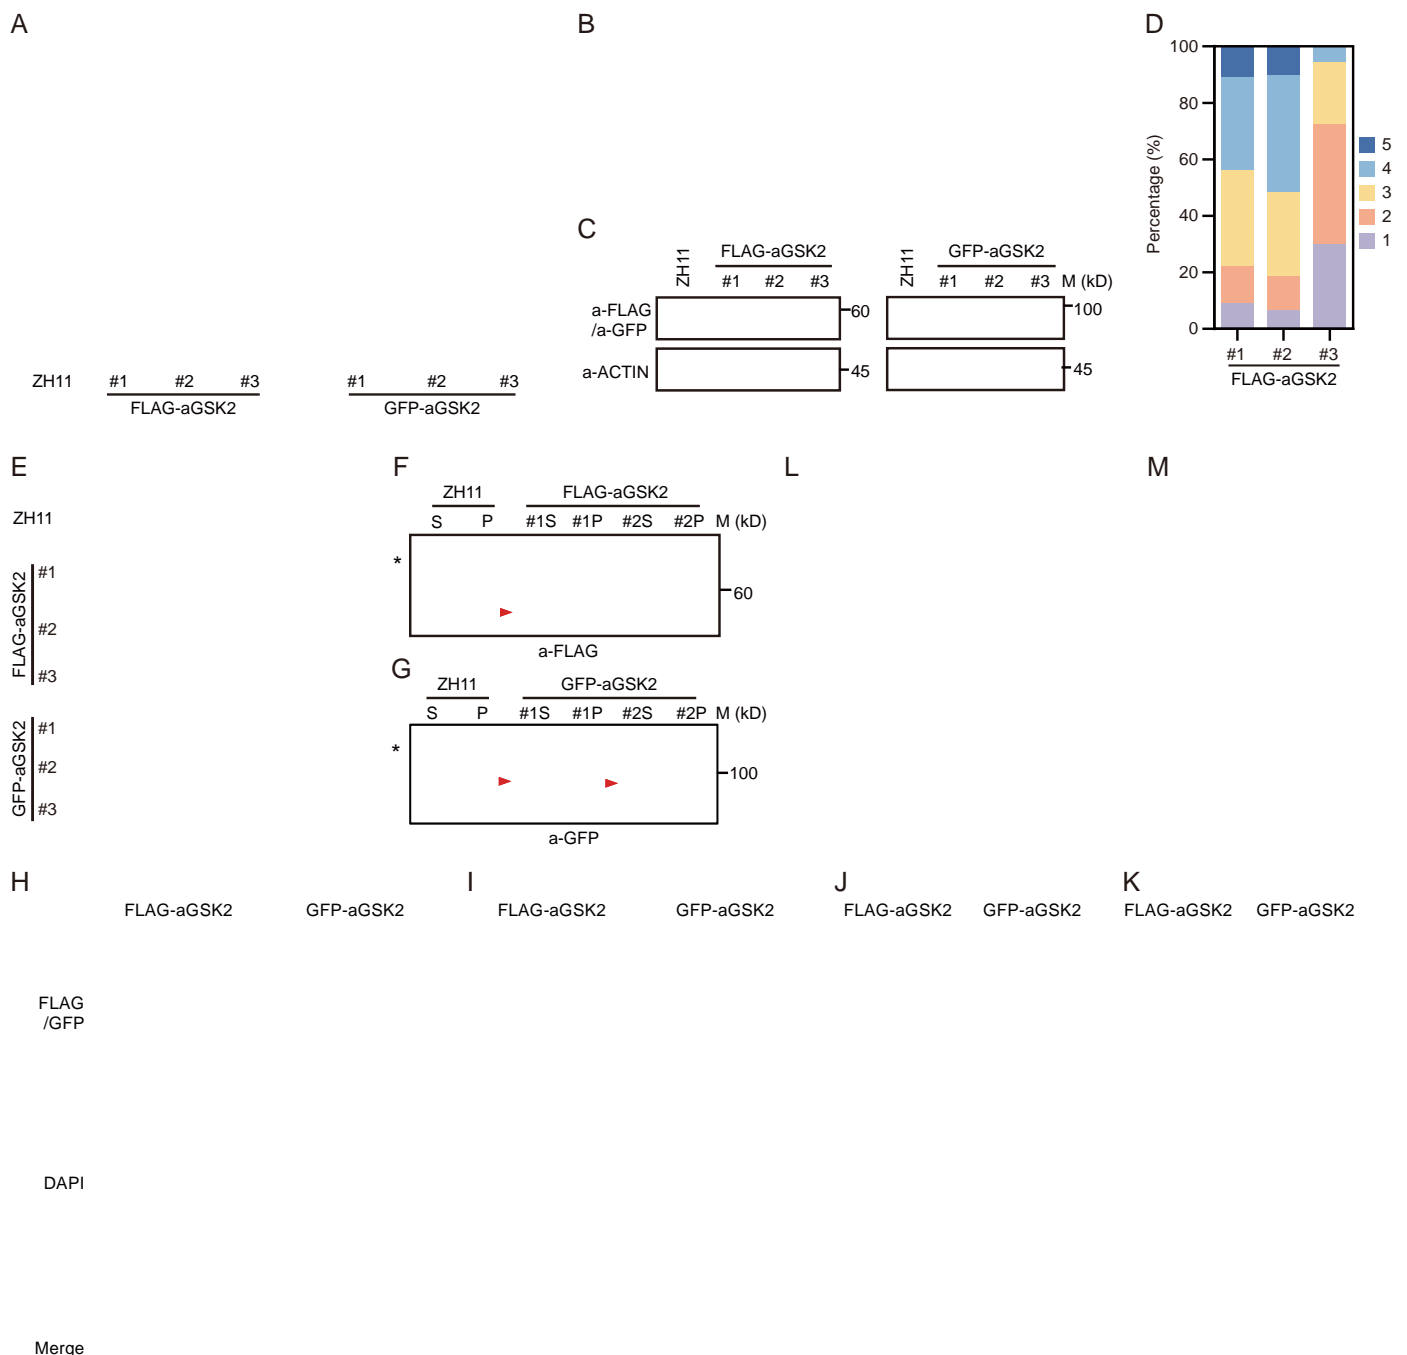 A
B
D
100
80
60
40
20
0
Percentage (%)
5
4
3
2
1
#1
#2
#3
FLAG-aGSK2
C
ZH11
FLAG-aGSK2
#1
#2
#3
ZH11
GFP-aGSK2
#1
#2
#3
M (kD)
a-FLAG
/a-GFP
60
100
a-ACTIN
45
45
ZH11
#1
#2
#3
FLAG-aGSK2
#1
#2
#3
GFP-aGSK2
E
ZH11
FLAG-aGSK2
#1
#2
#3
GFP-aGSK2
#1
#2
#3
F
ZH11
FLAG-aGSK2
S
P
#1S
#1P
#2S
#2P
M (kD)
*
60
a-FLAG
G
ZH11
GFP-aGSK2
S
P
#1S
#1P
#2S
#2P
M (kD)
*
100
a-GFP
L
M
H
FLAG-aGSK2
GFP-aGSK2
I
FLAG-aGSK2
GFP-aGSK2
J
FLAG-aGSK2
GFP-aGSK2
K
FLAG-aGSK2
GFP-aGSK2
FLAG
/GFP
DAPI
Merge